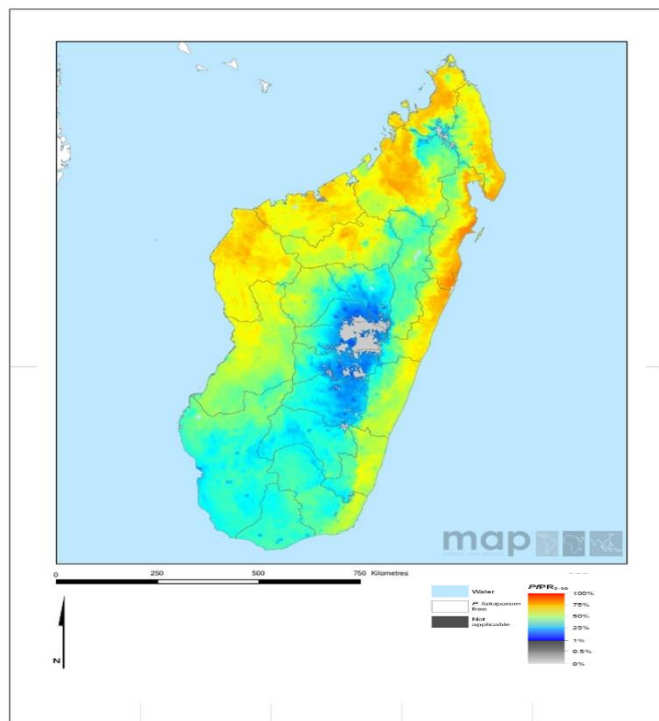 map
0 250 500 750 Kilometres
Water
P. falciparum
free
Not
applicable
PfPR2-10
100%
75%
50%
25%
1%
0.5%
0%
N